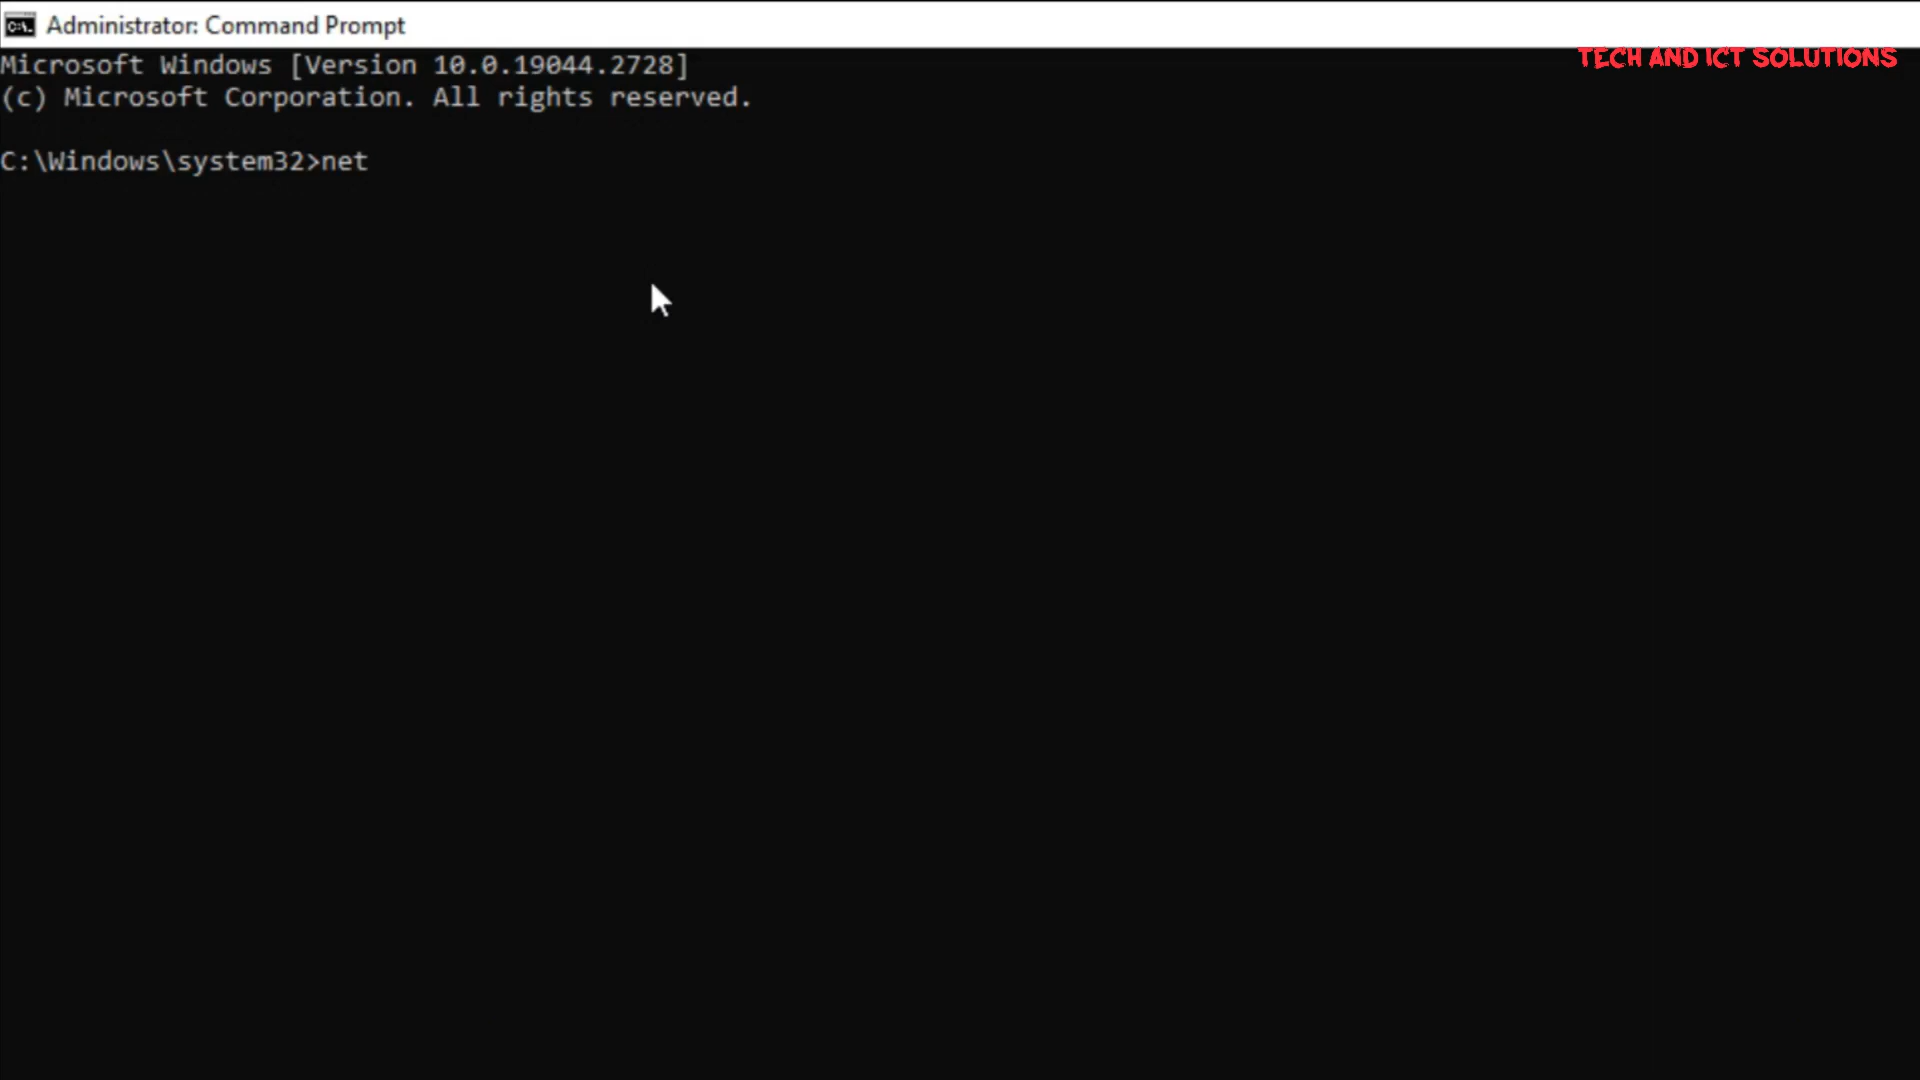 Administrator: Command Prompt
TECH AND ICT SOLUTIONS
Microsoft Windows [Version 10.0.19044.2728]
(c) Microsoft Corporation. All rights reserved.
C:\Windows\system32>net